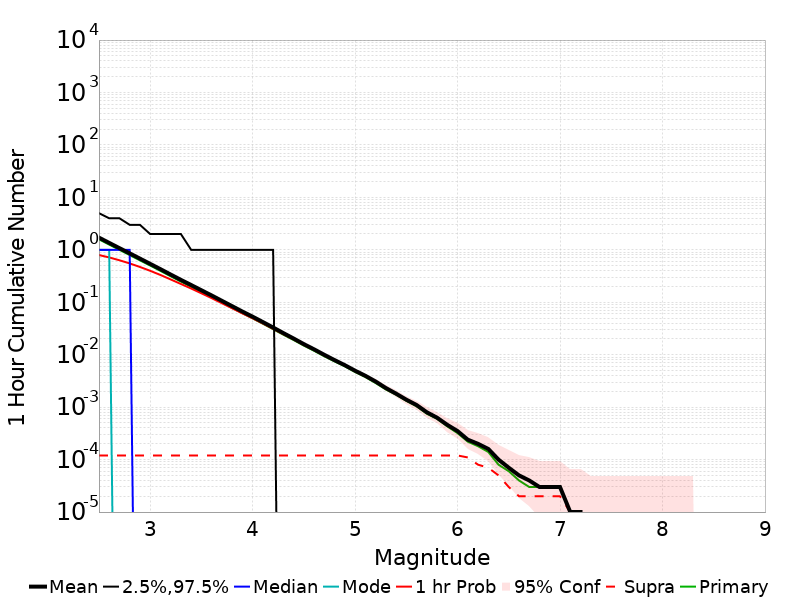 10^4
10^3
10^2
10^1
10^0
10^-1
10^-2
10^-3
10^-4
10^-5
1 Hour Cumulative Number
3 4 5 6 7 8 9
Magnitude
Mean 2.5%,97.5% Median Mode 1 hr Prob 95% Conf Supra Primary